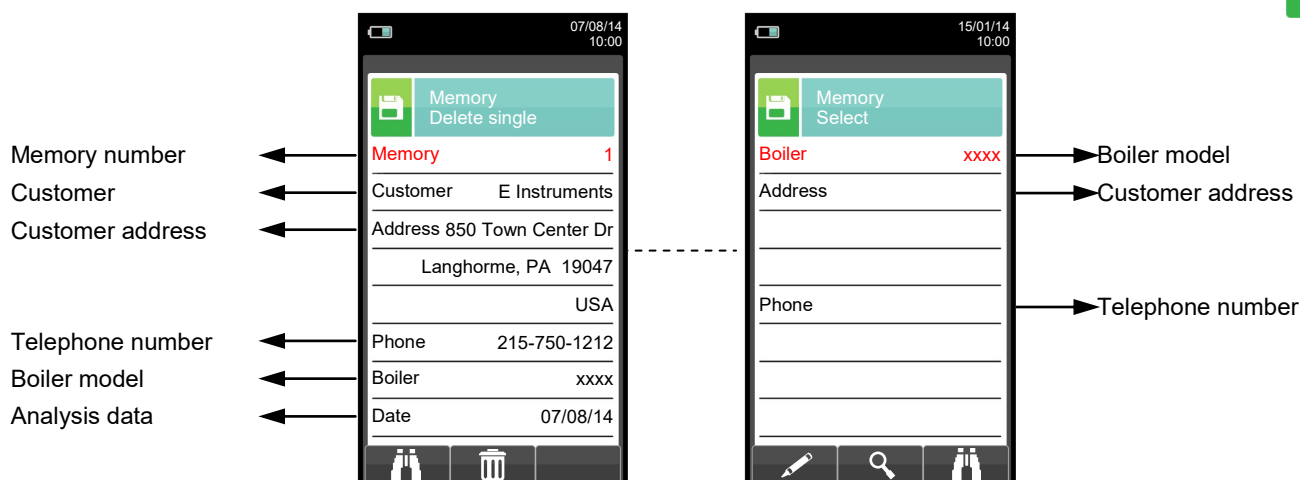 07/08/14
10:00
Memory
Delete single
Memory number
Memory 1
Customer
Customer E Instruments
Customer address
Address 850 Town Center Dr
Langhorme, PA 19047
USA
Telephone number
Phone 215-750-1212
Boiler model
Boiler xxxx
Analysis data
Date 07/08/14
15/01/14
10:00
Memory
Select
Boiler xxxx
Boiler model
Address
Customer address
Phone
Telephone number